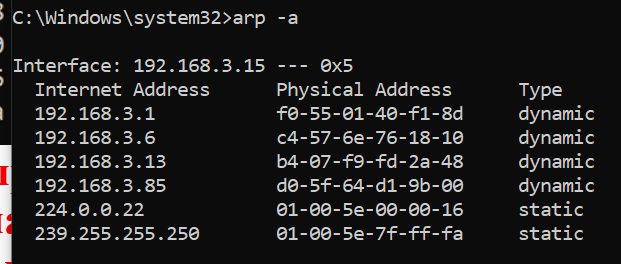 C:\Windows\system32>arp -a
Interface: 192.168.3.15 --- 0x5
Internet Address Physical Address Type
192.168.3.1 f0-55-01-40-f1-8d dynamic
192.168.3.6 c4-57-6e-76-18-10 dynamic
192.168.3.13 b4-07-f9-fd-2a-48 dynamic
192.168.3.85 d0-5f-64-d1-9b-00 dynamic
224.0.0.22 01-00-5e-00-00-16 static
239.255.255.250 01-00-5e-7f-ff-fa static